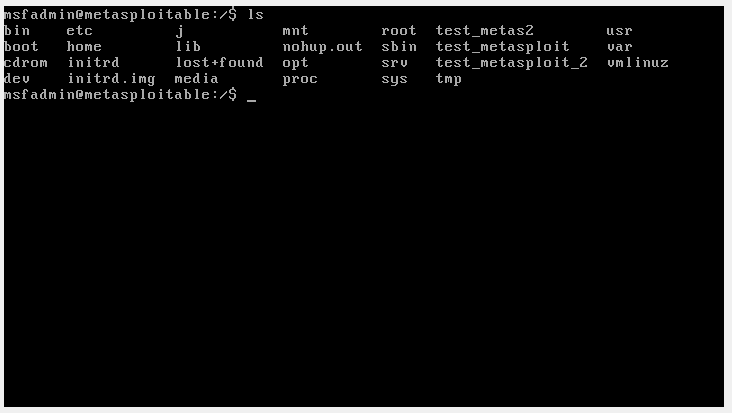 msfadmin@metasploitable:/$ ls
bin    etc         j           mnt        root  test_metas2        usr
boot   home        lib         nohup.out  sbin  test_metasploit    var
cdrom  initrd      lost+found  opt        srv   test_metasploit_2  vmlinuz
dev    initrd.img  media       proc       sys   tmp
msfadmin@metasploitable:/$ _